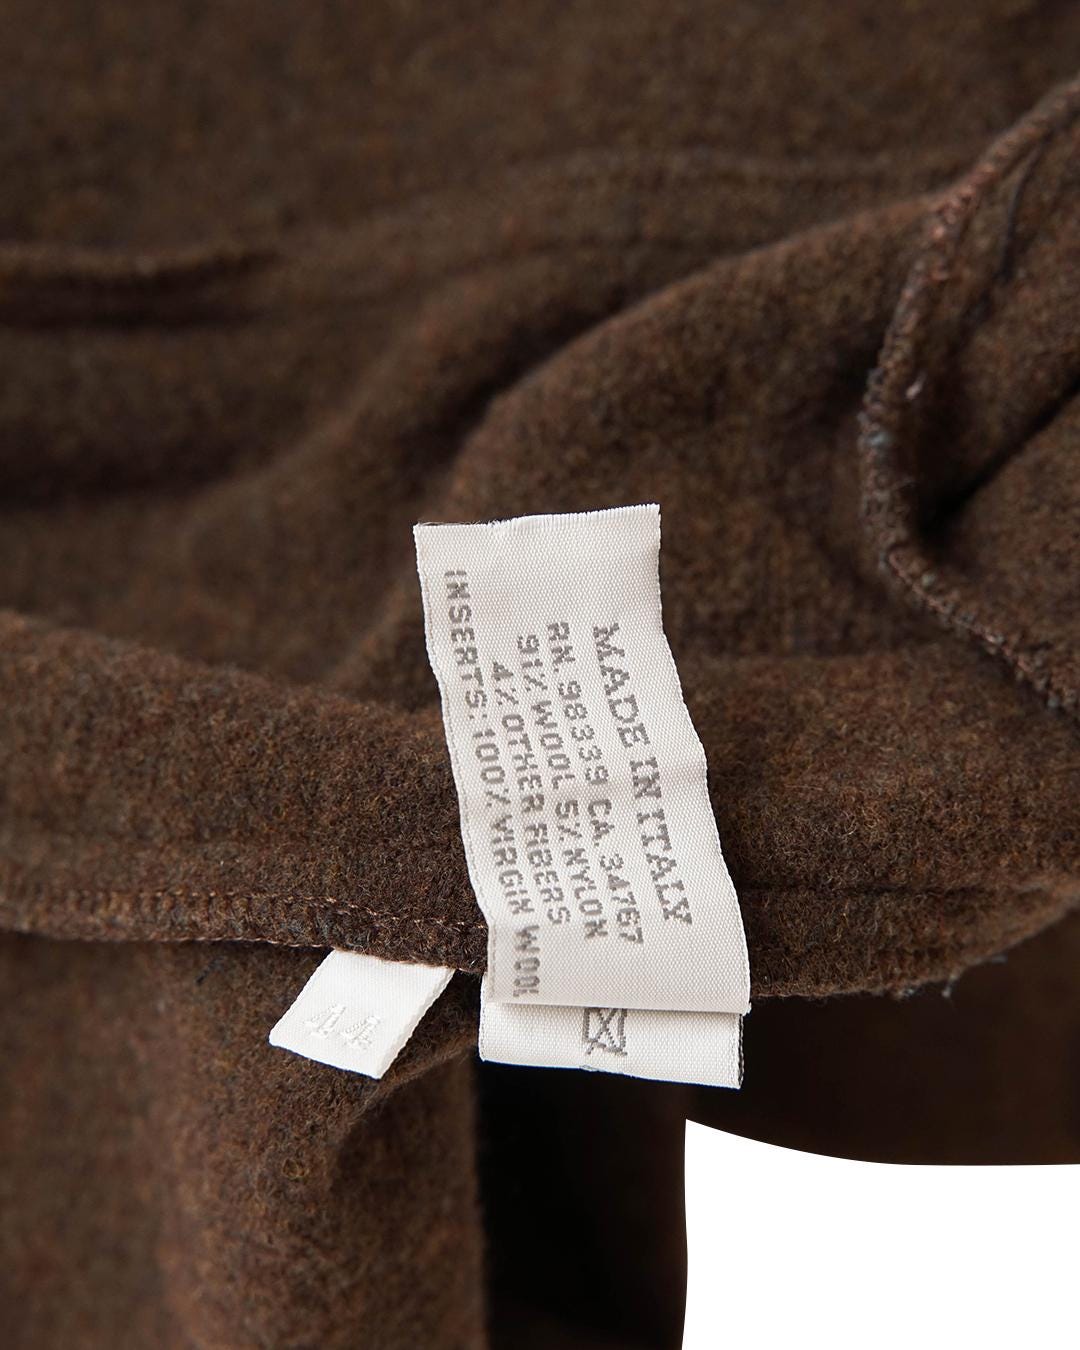 MADE IN ITALY
RN. 98339 CA. 34767
91% WOOL 5% NYLON
4% OTHER FIBERS
INSERTS: 100% VIRGIN WOOL
44